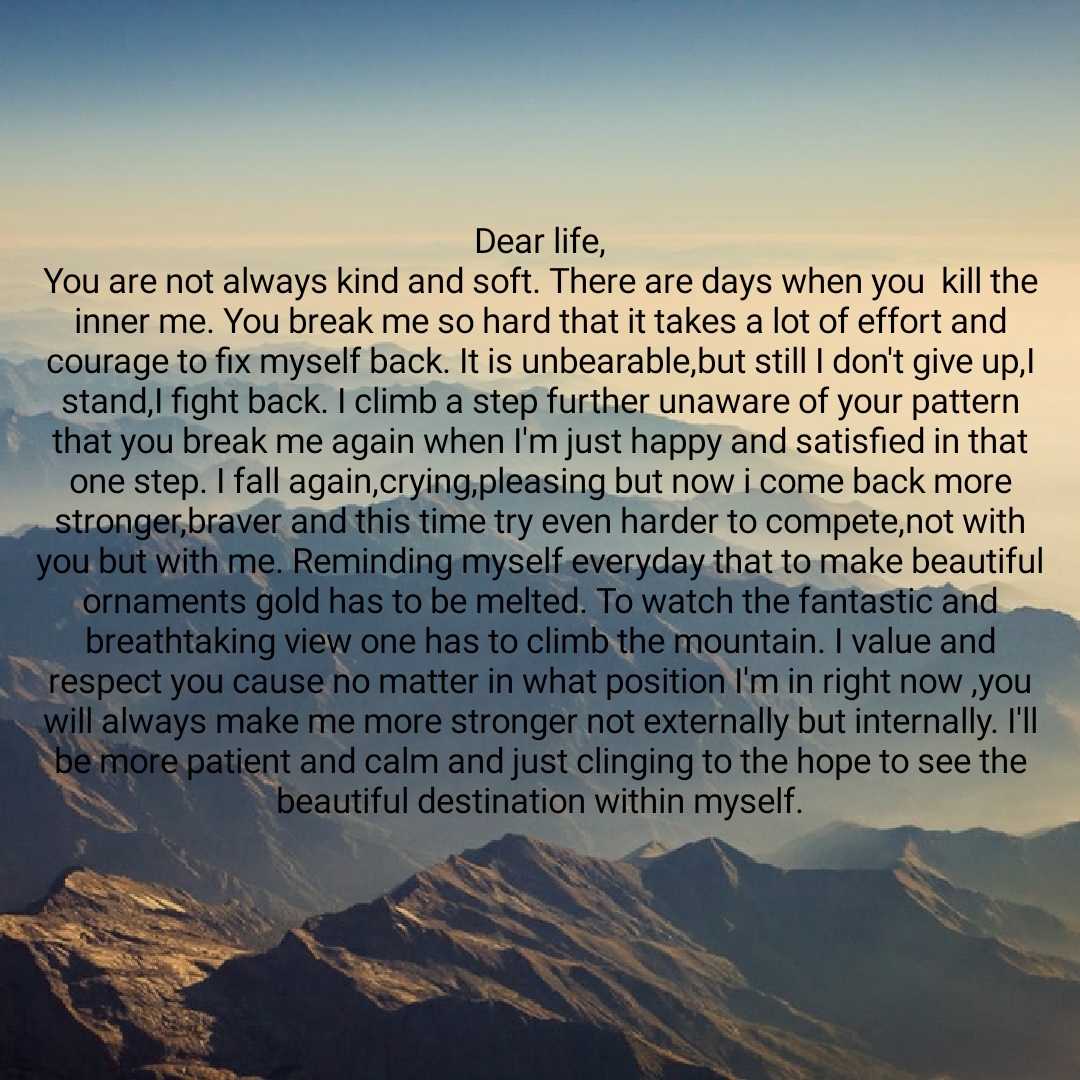 Dear life,
You are not always kind and soft. There are days when you  kill the
inner me. You break me so hard that it takes a lot of effort and
courage to fix myself back. It is unbearable,but still I don't give up,I
stand,I fight back. I climb a step further unaware of your pattern
that you break me again when I'm just happy and satisfied in that
one step. I fall again,crying,pleasing but now i come back more
stronger,braver and this time try even harder to compete,not with
you but with me. Reminding myself everyday that to make beautiful
ornaments gold has to be melted. To watch the fantastic and
breathtaking view one has to climb the mountain. I value and
respect you cause no matter in what position I'm in right now ,you
will always make me more stronger not externally but internally. I'll
be more patient and calm and just clinging to the hope to see the
beautiful destination within myself.